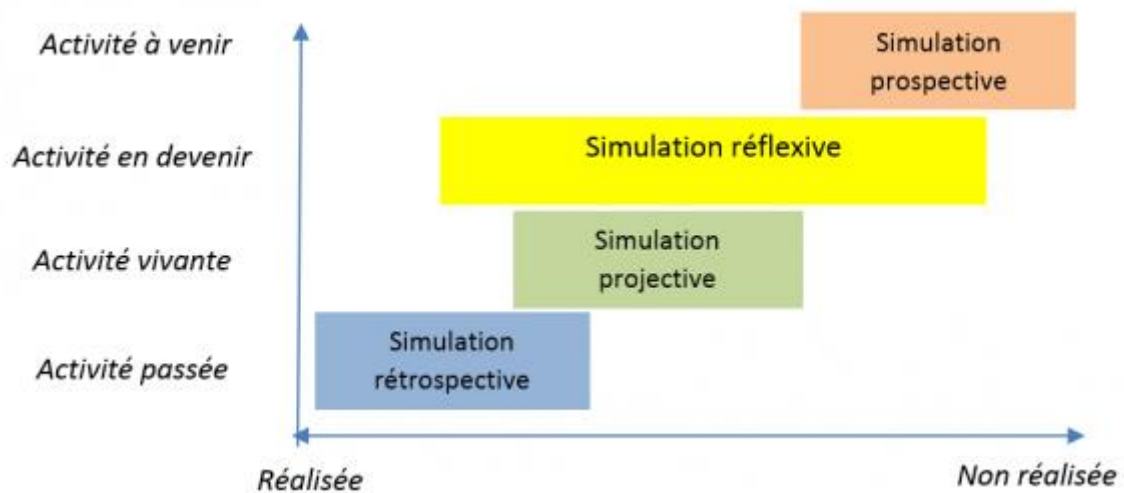 Activité à venir
Simulation
prospective
Activité en devenir
Simulation réflexive
Activité vivante
Simulation
projective
Activité passée
Simulation
rétrospective
Réalisée
Non réalisée